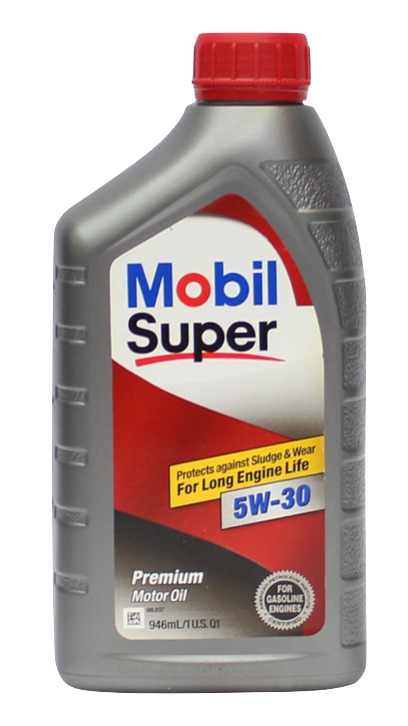 Mobil
Super
Protects against Sludge & Wear
For Long Engine Life
5W-30
Premium
Motor Oil
946mL/1 U.S. Qt
FOR
GASOLINE
ENGINES